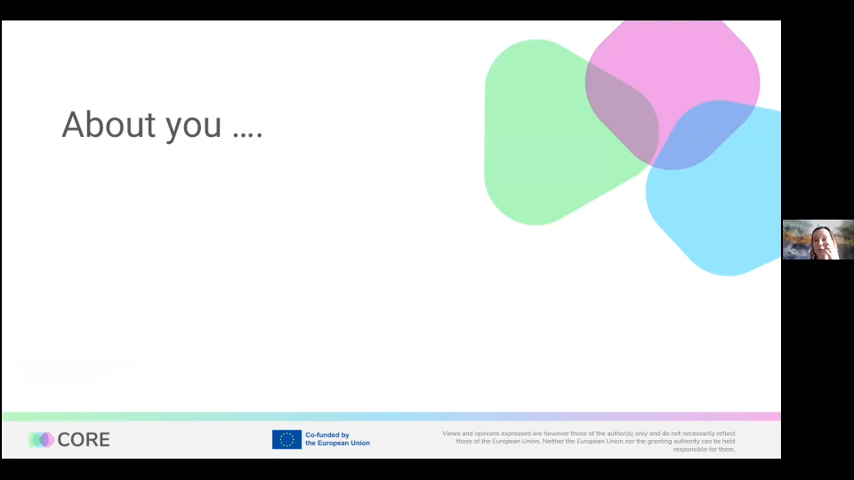 About you ....
CORE
Co-funded by
the European Union
Views and opinions expressed are however those of the author(s) only and do not necessarily reflect
those of the European Union. Neither the European Union nor the granting authority can be held
responsible for them.